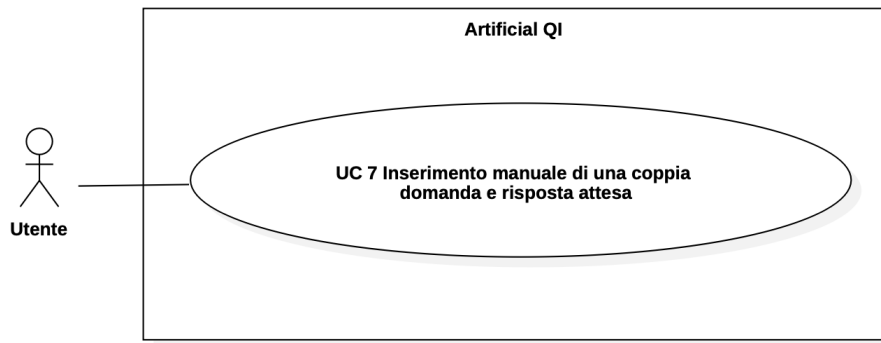 Artificial QI
UC 7 Inserimento manuale di una coppia
domanda e risposta attesa
Utente